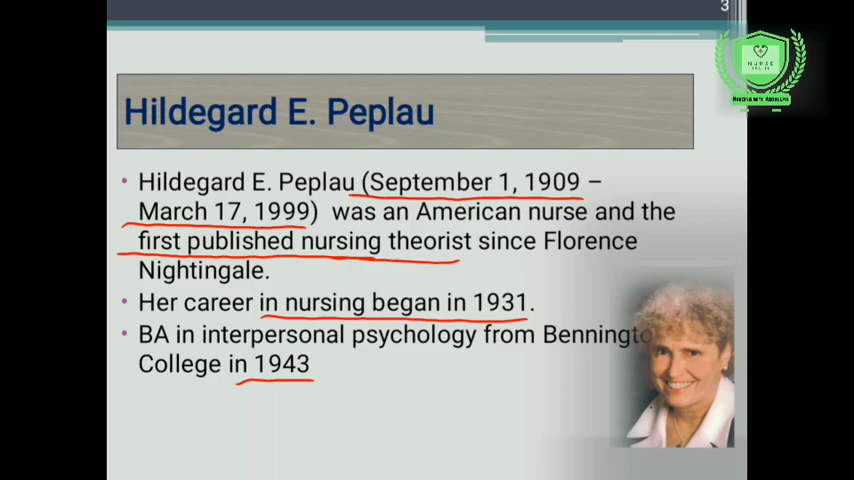 3
NURSE
Hildegard E. Peplau
• Hildegard E. Peplau (September 1, 1909 –
March 17, 1999) was an American nurse and the
first published nursing theorist since Florence
Nightingale.
• Her career in nursing began in 1931.
• BA in interpersonal psychology from Benningto
College in 1943